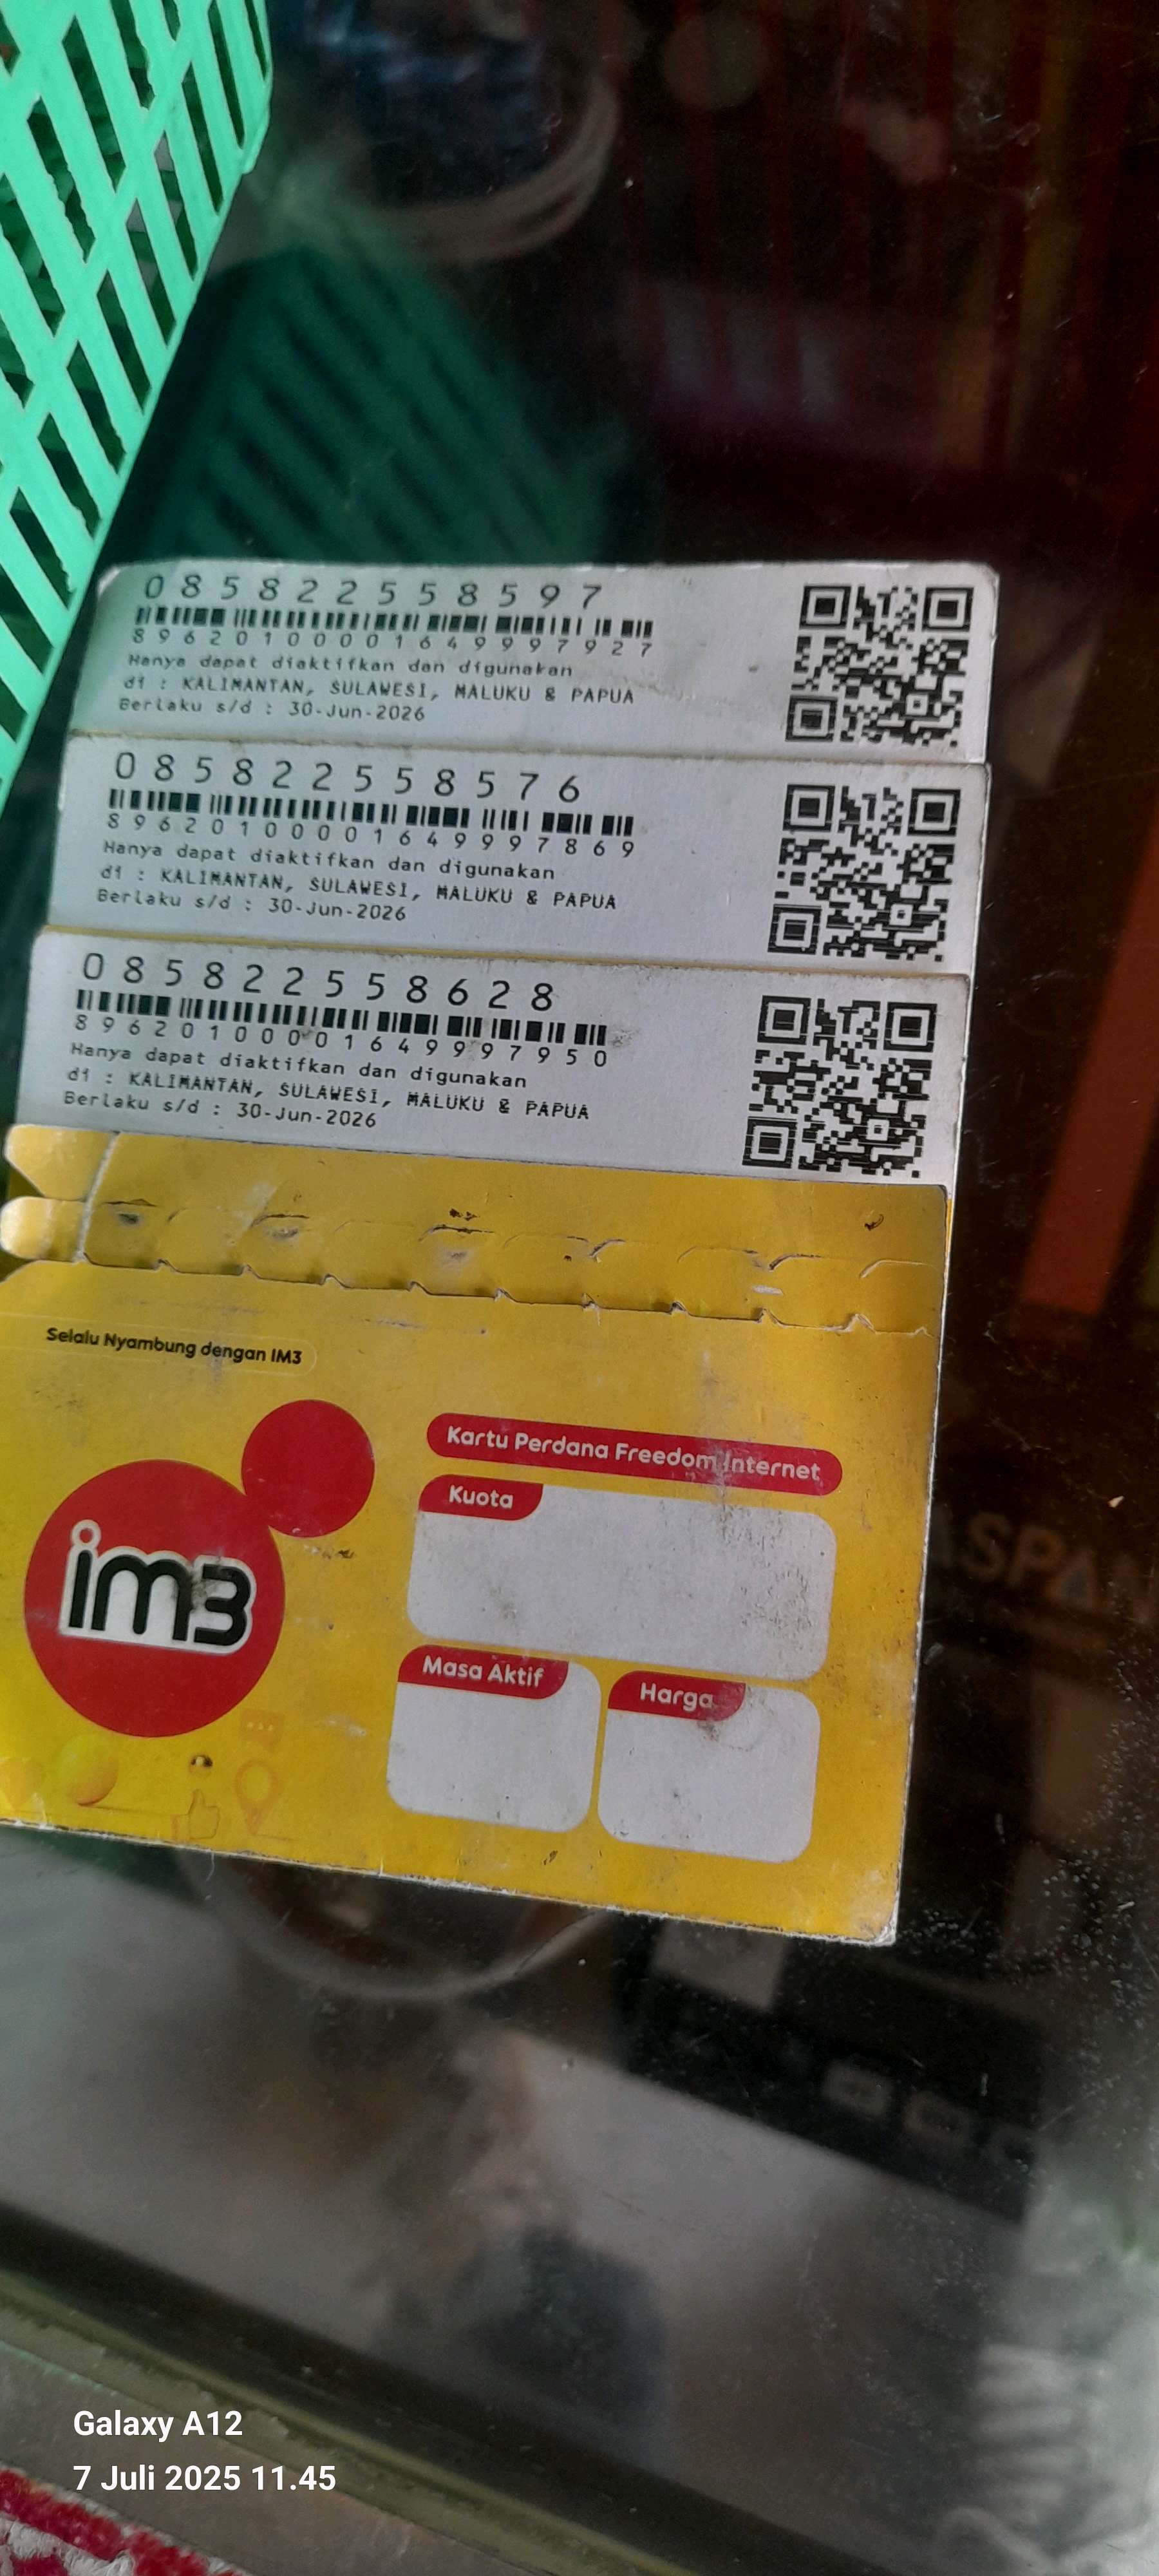 085822558597
89620100001649997927
Hanya dapat diaktifkan dan digunakan
di : KALIMANTAN, SULAWESI, MALUKU & PAPUA
Berlaku s/d : 30-Jun-2026
085822558576
89620100001649997869
Hanya dapat diaktifkan dan digunakan
di : KALIMANTAN, SULAWESI, MALUKU & PAPUA
Berlaku s/d : 30-Jun-2026
085822558628
89620100001649997950
Hanya dapat diaktifkan dan digunakan
di : KALIMANTAN, SULAWESI, MALUKU & PAPUA
Berlaku s/d : 30-Jun-2026
Selalu Nyambung dengan IM3
Kartu Perdana Freedom Internet
Kuota
im3
Masa Aktif
Harga
Galaxy A12
7 Juli 2025 11.45